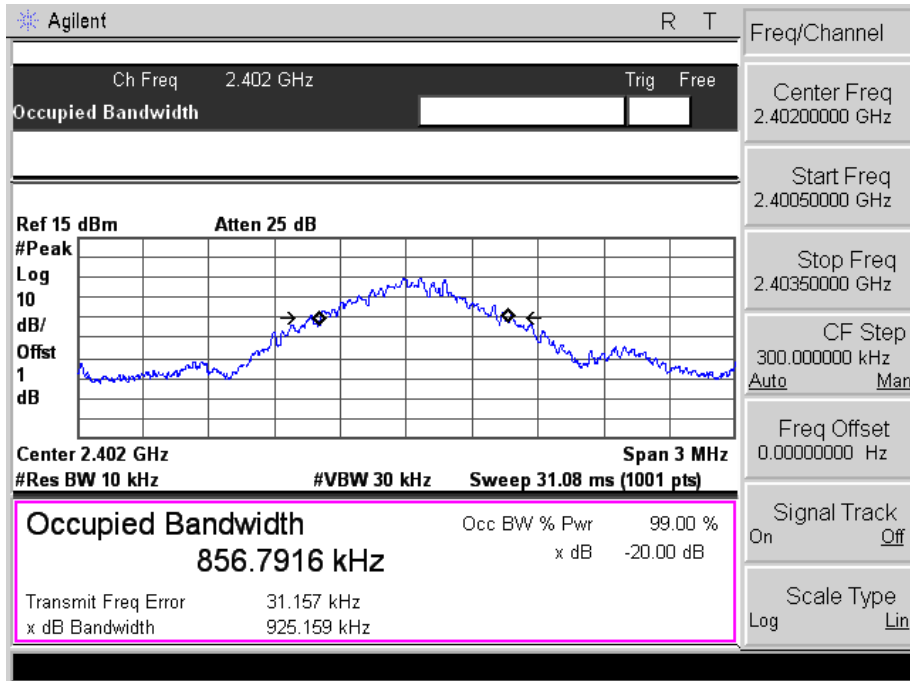 Agilent R T
Ch Freq 2.402 GHz Trig Free
Occupied Bandwidth
Ref 15 dBm Atten 25 dB
#Peak
Log
10
dB/
Offst
1
dB
Center 2.402 GHz Span 3 MHz
#Res BW 10 kHz #VBW 30 kHz Sweep 31.08 ms (1001 pts)
Occupied Bandwidth Occ BW % Pwr 99.00 %
856.7916 kHz x dB -20.00 dB
Transmit Freq Error 31.157 kHz
x dB Bandwidth 925.159 kHz
Freq/Channel
Center Freq
2.40200000 GHz
Start Freq
2.40050000 GHz
Stop Freq
2.40350000 GHz
CF Step
300.000000 kHz
Auto Man
Freq Offset
0.00000000 Hz
Signal Track
On Off
Scale Type
Log Lin